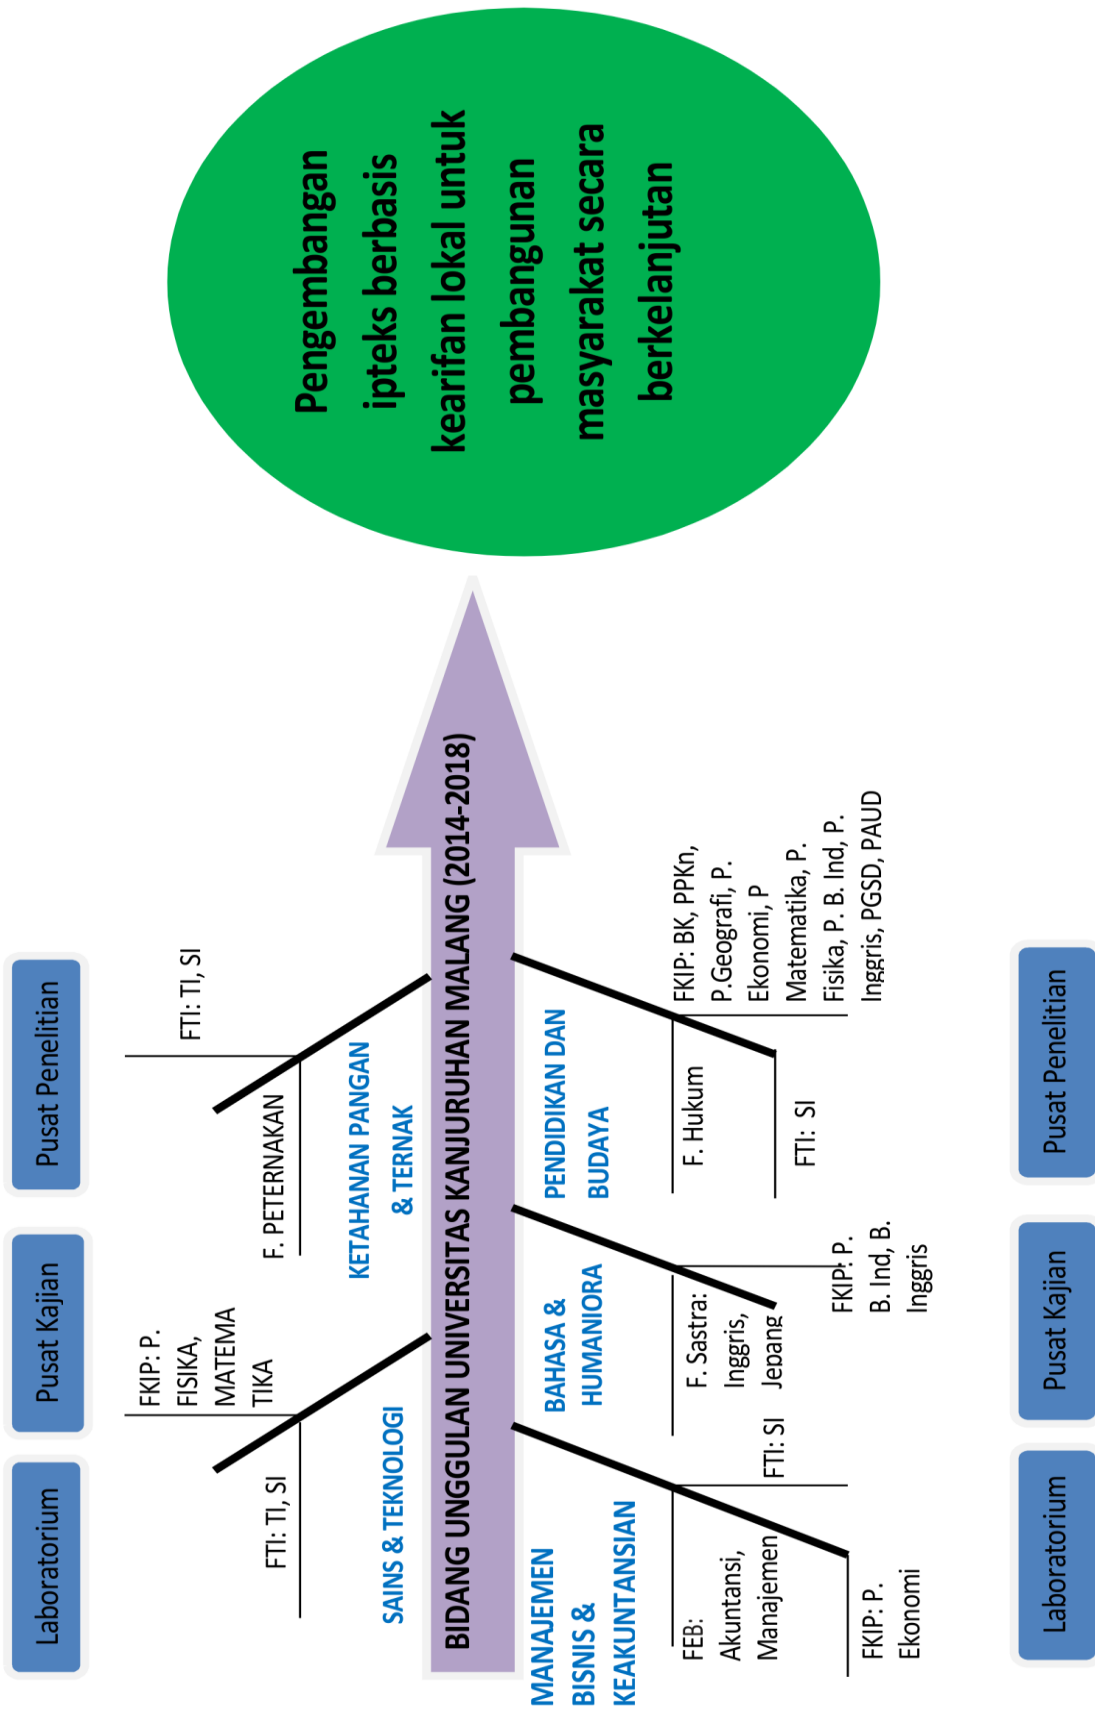 Laboratorium
Pusat Kajian
Pusat Penelitian
FKIP: P.
FISIKA,
MATEMA
TIKA
FTI: TI, SI
FTI: TI, SI
F. PETERNAKAN
SAINS & TEKNOLOGI
KETAHANAN PANGAN
& TERNAK
BIDANG UNGGULAN UNIVERSITAS KANJURUHAN MALANG (2014-2018)
Pengembangan
ipteks berbasis
kearifan lokal untuk
pembangunan
masyarakat secara
berkelanjutan
MANAJEMEN
BISNIS &
KEAKUNTANSIAN
BAHASA &
HUMANIORA
PENDIDIKAN DAN
BUDAYA
FEB:
Akuntansi,
Manajemen
FTI: SI
FKIP: P.
Ekonomi
F. Sastra:
Inggris,
Jepang
FKIP: P.
B. Ind, B.
Inggris
F. Hukum
FTI: SI
FKIP: BK, PPKn,
P.Geografi, P.
Ekonomi, P
Matematika, P.
Fisika, P. B. Ind, P.
Inggris, PGSD, PAUD
Laboratorium
Pusat Kajian
Pusat Penelitian